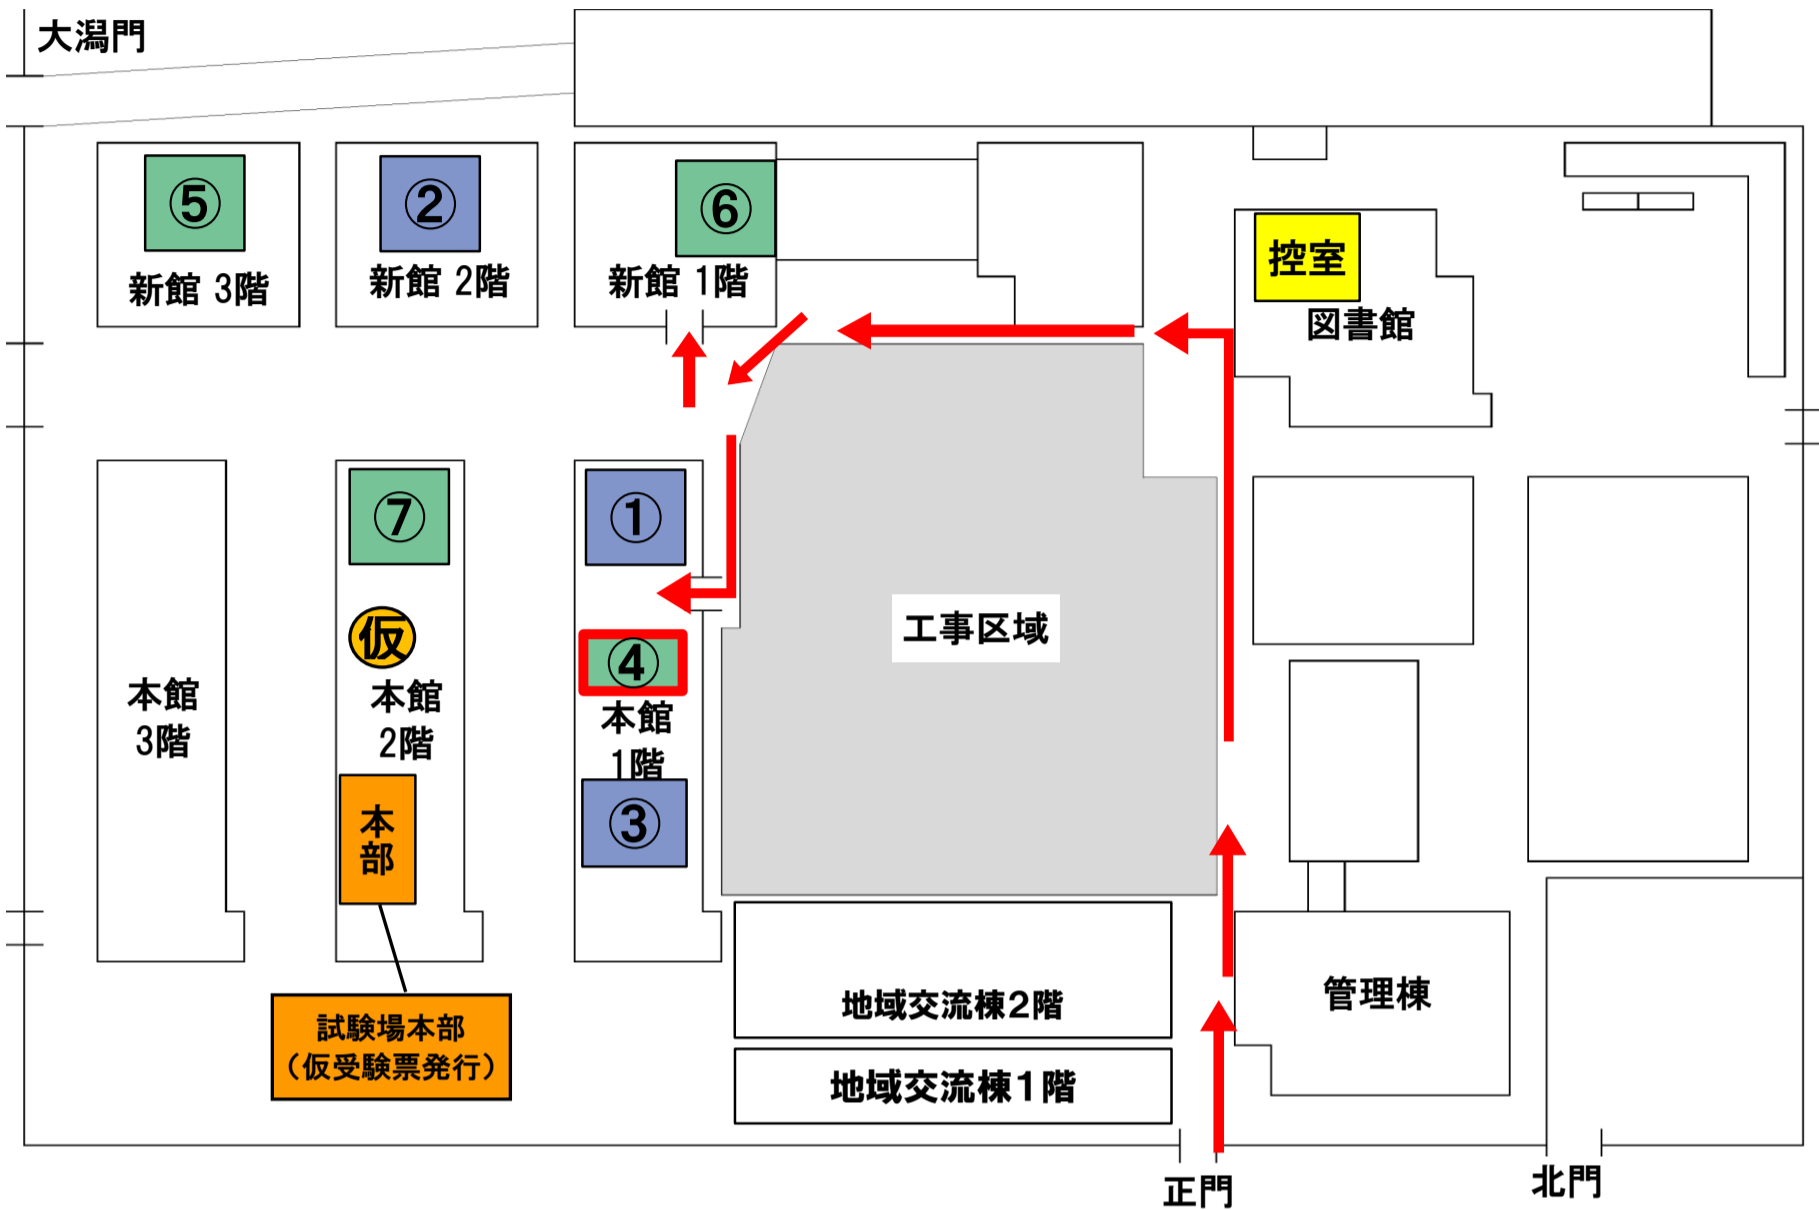 大潟門
⑤
新館 3階
②
新館 2階
⑥
新館 1階
控室
図書館
⑦
仮
本館
2階
本部
試験場本部
（仮受験票発行）
本館
3階
①
④
本館
1階
③
工事区域
地域交流棟2階
地域交流棟1階
管理棟
正門
北門